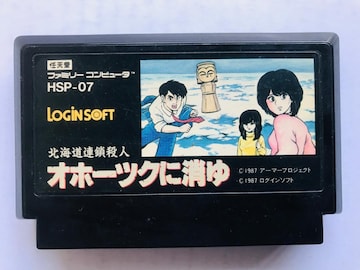 任天堂
ファミリーコンピュータ™
HSP-07
LOGiNSOFT
北海道連鎖殺人
オホーツクに消ゆ
©1987 アーマープロジェクト
©1987 ログインソフト